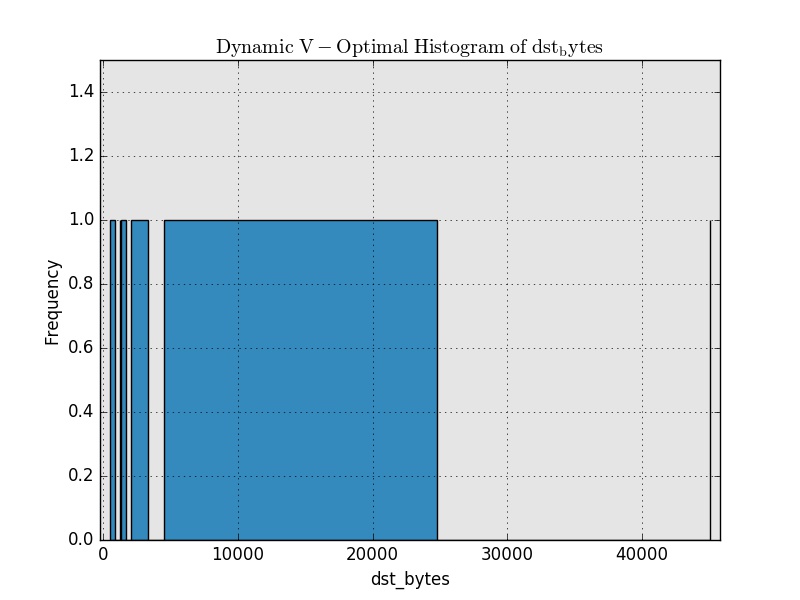 Dynamic V − Optimal Histogram of dst_bytes
1.4
1.2
1.0
0.8
0.6
0.4
0.2
0.0
Frequency
0 10000 20000 30000 40000
dst_bytes